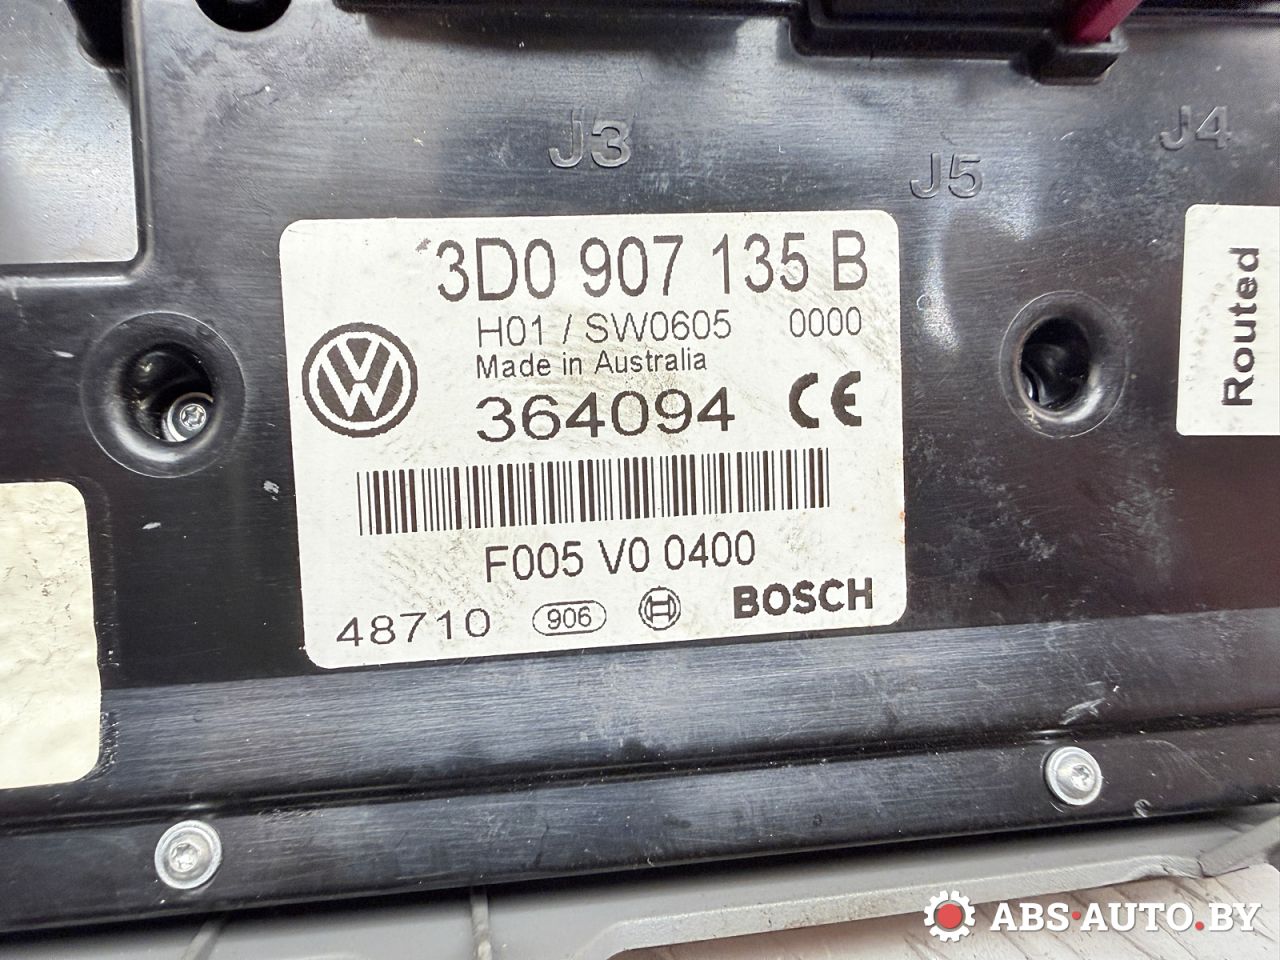 J3
J5
J4
3D0 907 135 B
H01 / SW0605 0000
Made in Australia
364094 CE
F005 V0 0400
48710 906 BOSCH
Routed
ABS-AUTO.BY